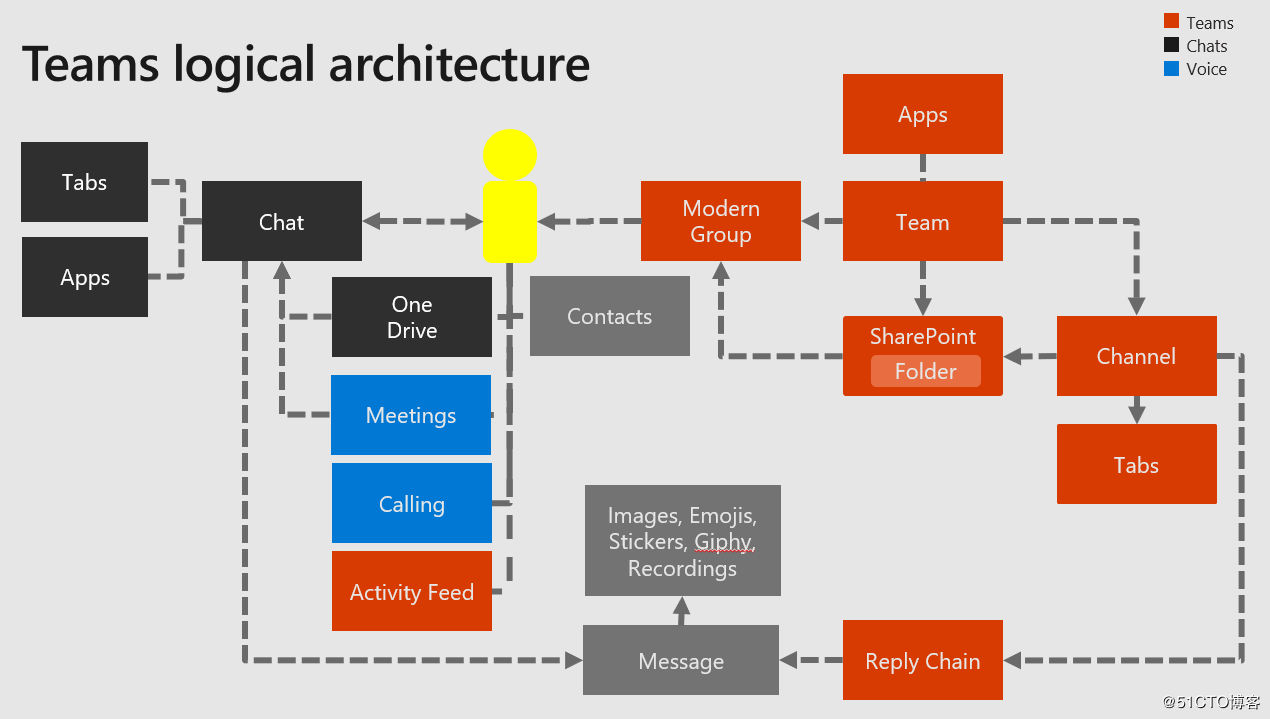 Teams logical architecture
Teams
Chats
Voice
Apps
Tabs
Chat
Modern
Group
Team
Apps
One
Drive
Contacts
SharePoint
Folder
Channel
Meetings
Tabs
Calling
Images, Emojis,
Stickers, Giphy,
Recordings
Activity Feed
Message
Reply Chain
@51CTO博客